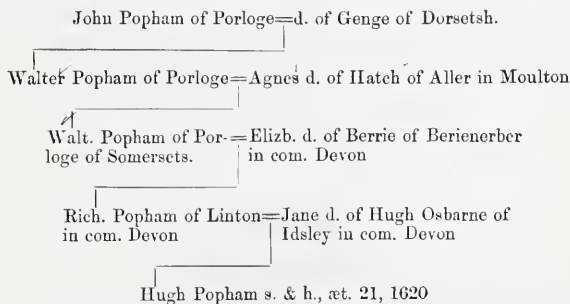 John Popham of Porloge=d. of Genge of Dorsetsh.
Walter Popham of Porloge=Agnes d. of Hatch of Aller in Moulton
Walt. Popham of Por-=Elizb. d. of Berrie of Berienerber
loge of Somersets. in com. Devon
Rich. Popham of Linton=Jane d. of Hugh Osbarne of
in com. Devon Idsley in com. Devon
Hugh Popham s. & h., æt. 21, 1620